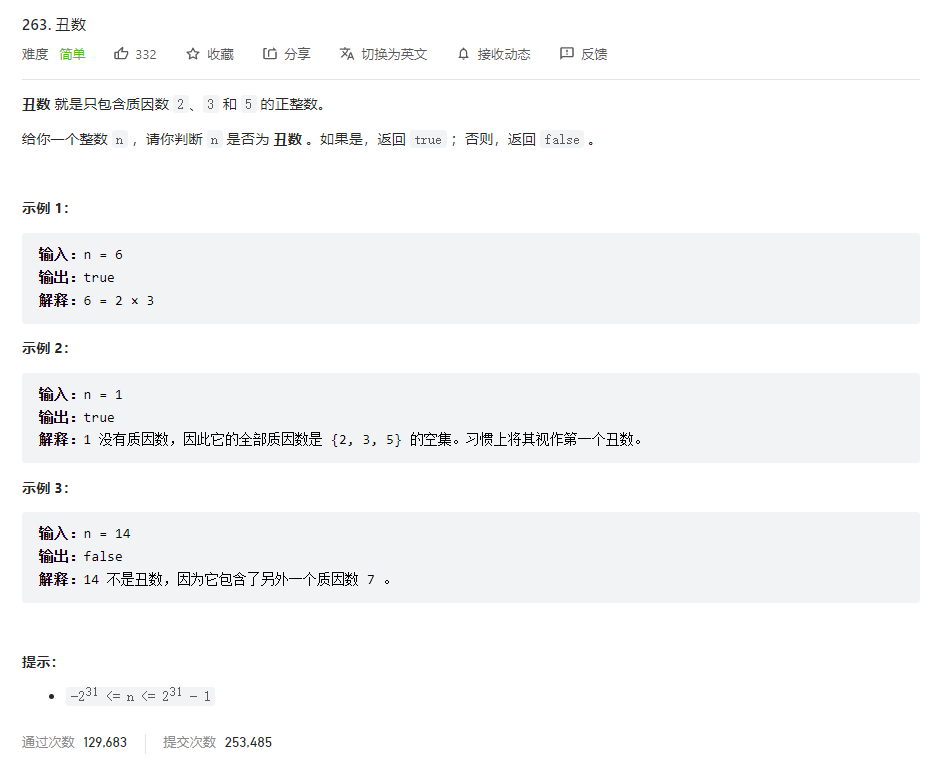 263. 丑数
难度 简单 332 收藏 分享 切换为英文 接收动态 反馈
丑数 就是只包含质因数 2、3 和 5 的正整数。
给你一个整数 n ，请你判断 n 是否为 丑数 。如果是，返回 true ；否则，返回 false 。
示例 1：
输入：n = 6
输出：true
解释：6 = 2 × 3
示例 2：
输入：n = 1
输出：true
解释：1 没有质因数，因此它的全部质因数是 {2, 3, 5} 的空集。习惯上将其视作第一个丑数。
示例 3：
输入：n = 14
输出：false
解释：14 不是丑数，因为它包含了另外一个质因数 7 。
提示：
-2³¹ <= n <= 2³¹ - 1
通过次数 129,683 提交次数 253,485